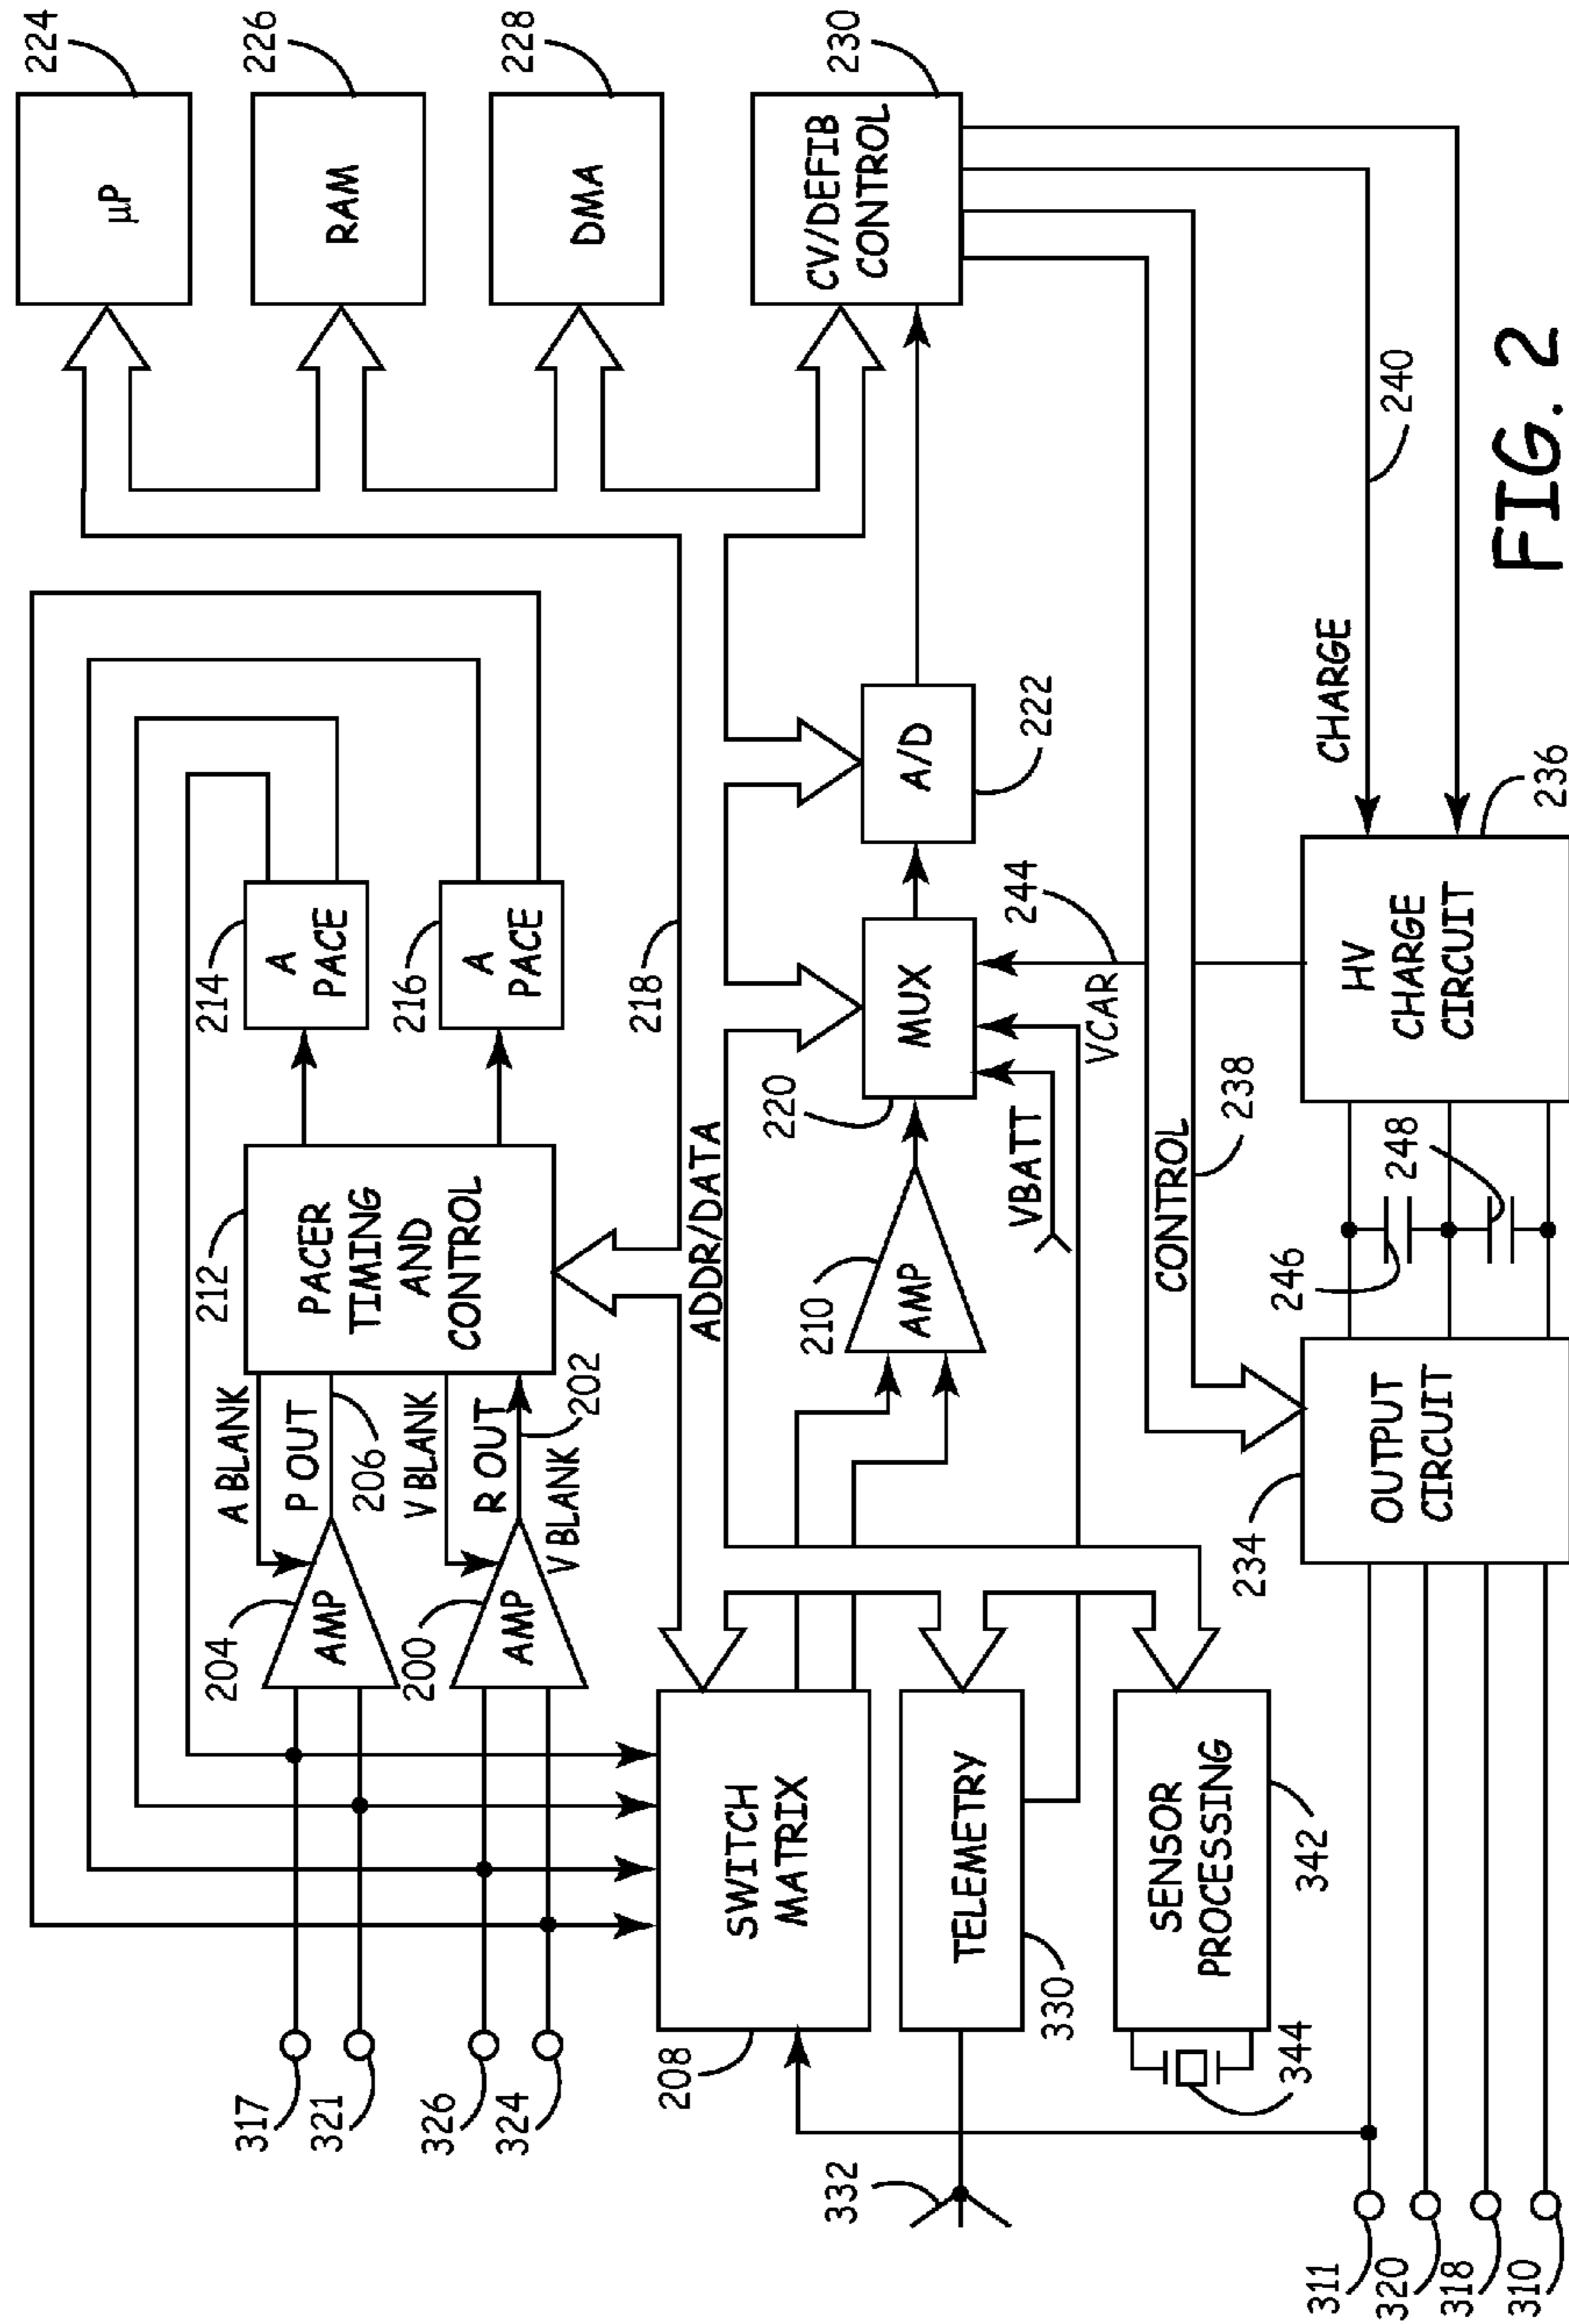 317
321
326
324
204
AMP
200
AMP
A BLANK
P OUT
206
V BLANK
R OUT
202
V BLANK
212
PACER
TIMING
AND
CONTROL
214
A
PACE
216
A
PACE
218
ADDR/DATA
224
μP
226
RAM
228
DMA
230
CV/DEFIB
CONTROL
208
SWITCH
MATRIX
210
AMP
220
MUX
A/D
222
VBATT
VCAR
244
332
TELEMETRY
330
SENSOR
PROCESSING
342
344
CONTROL
238
CHARGE
240
311
320
318
310
234
OUTPUT
CIRCUIT
246
248
HV
CHARGE
CIRCUIT
236
FIG. 2